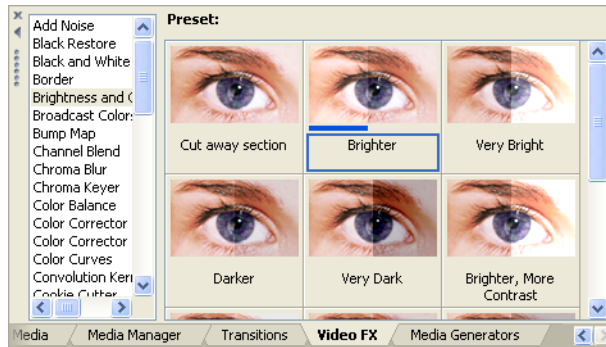 Preset:
Add Noise
Black Restore
Black and White
Border
Brightness and C
Broadcast Colors
Bump Map
Channel Blend
Chroma Blur
Chroma Keyer
Color Balance
Color Corrector
Color Corrector
Color Curves
Convolution Kern
Cookie Cutter
Cut away section
Brighter
Very Bright
Darker
Very Dark
Brighter, More
Contrast
Media
Media Manager
Transitions
Video FX
Media Generators